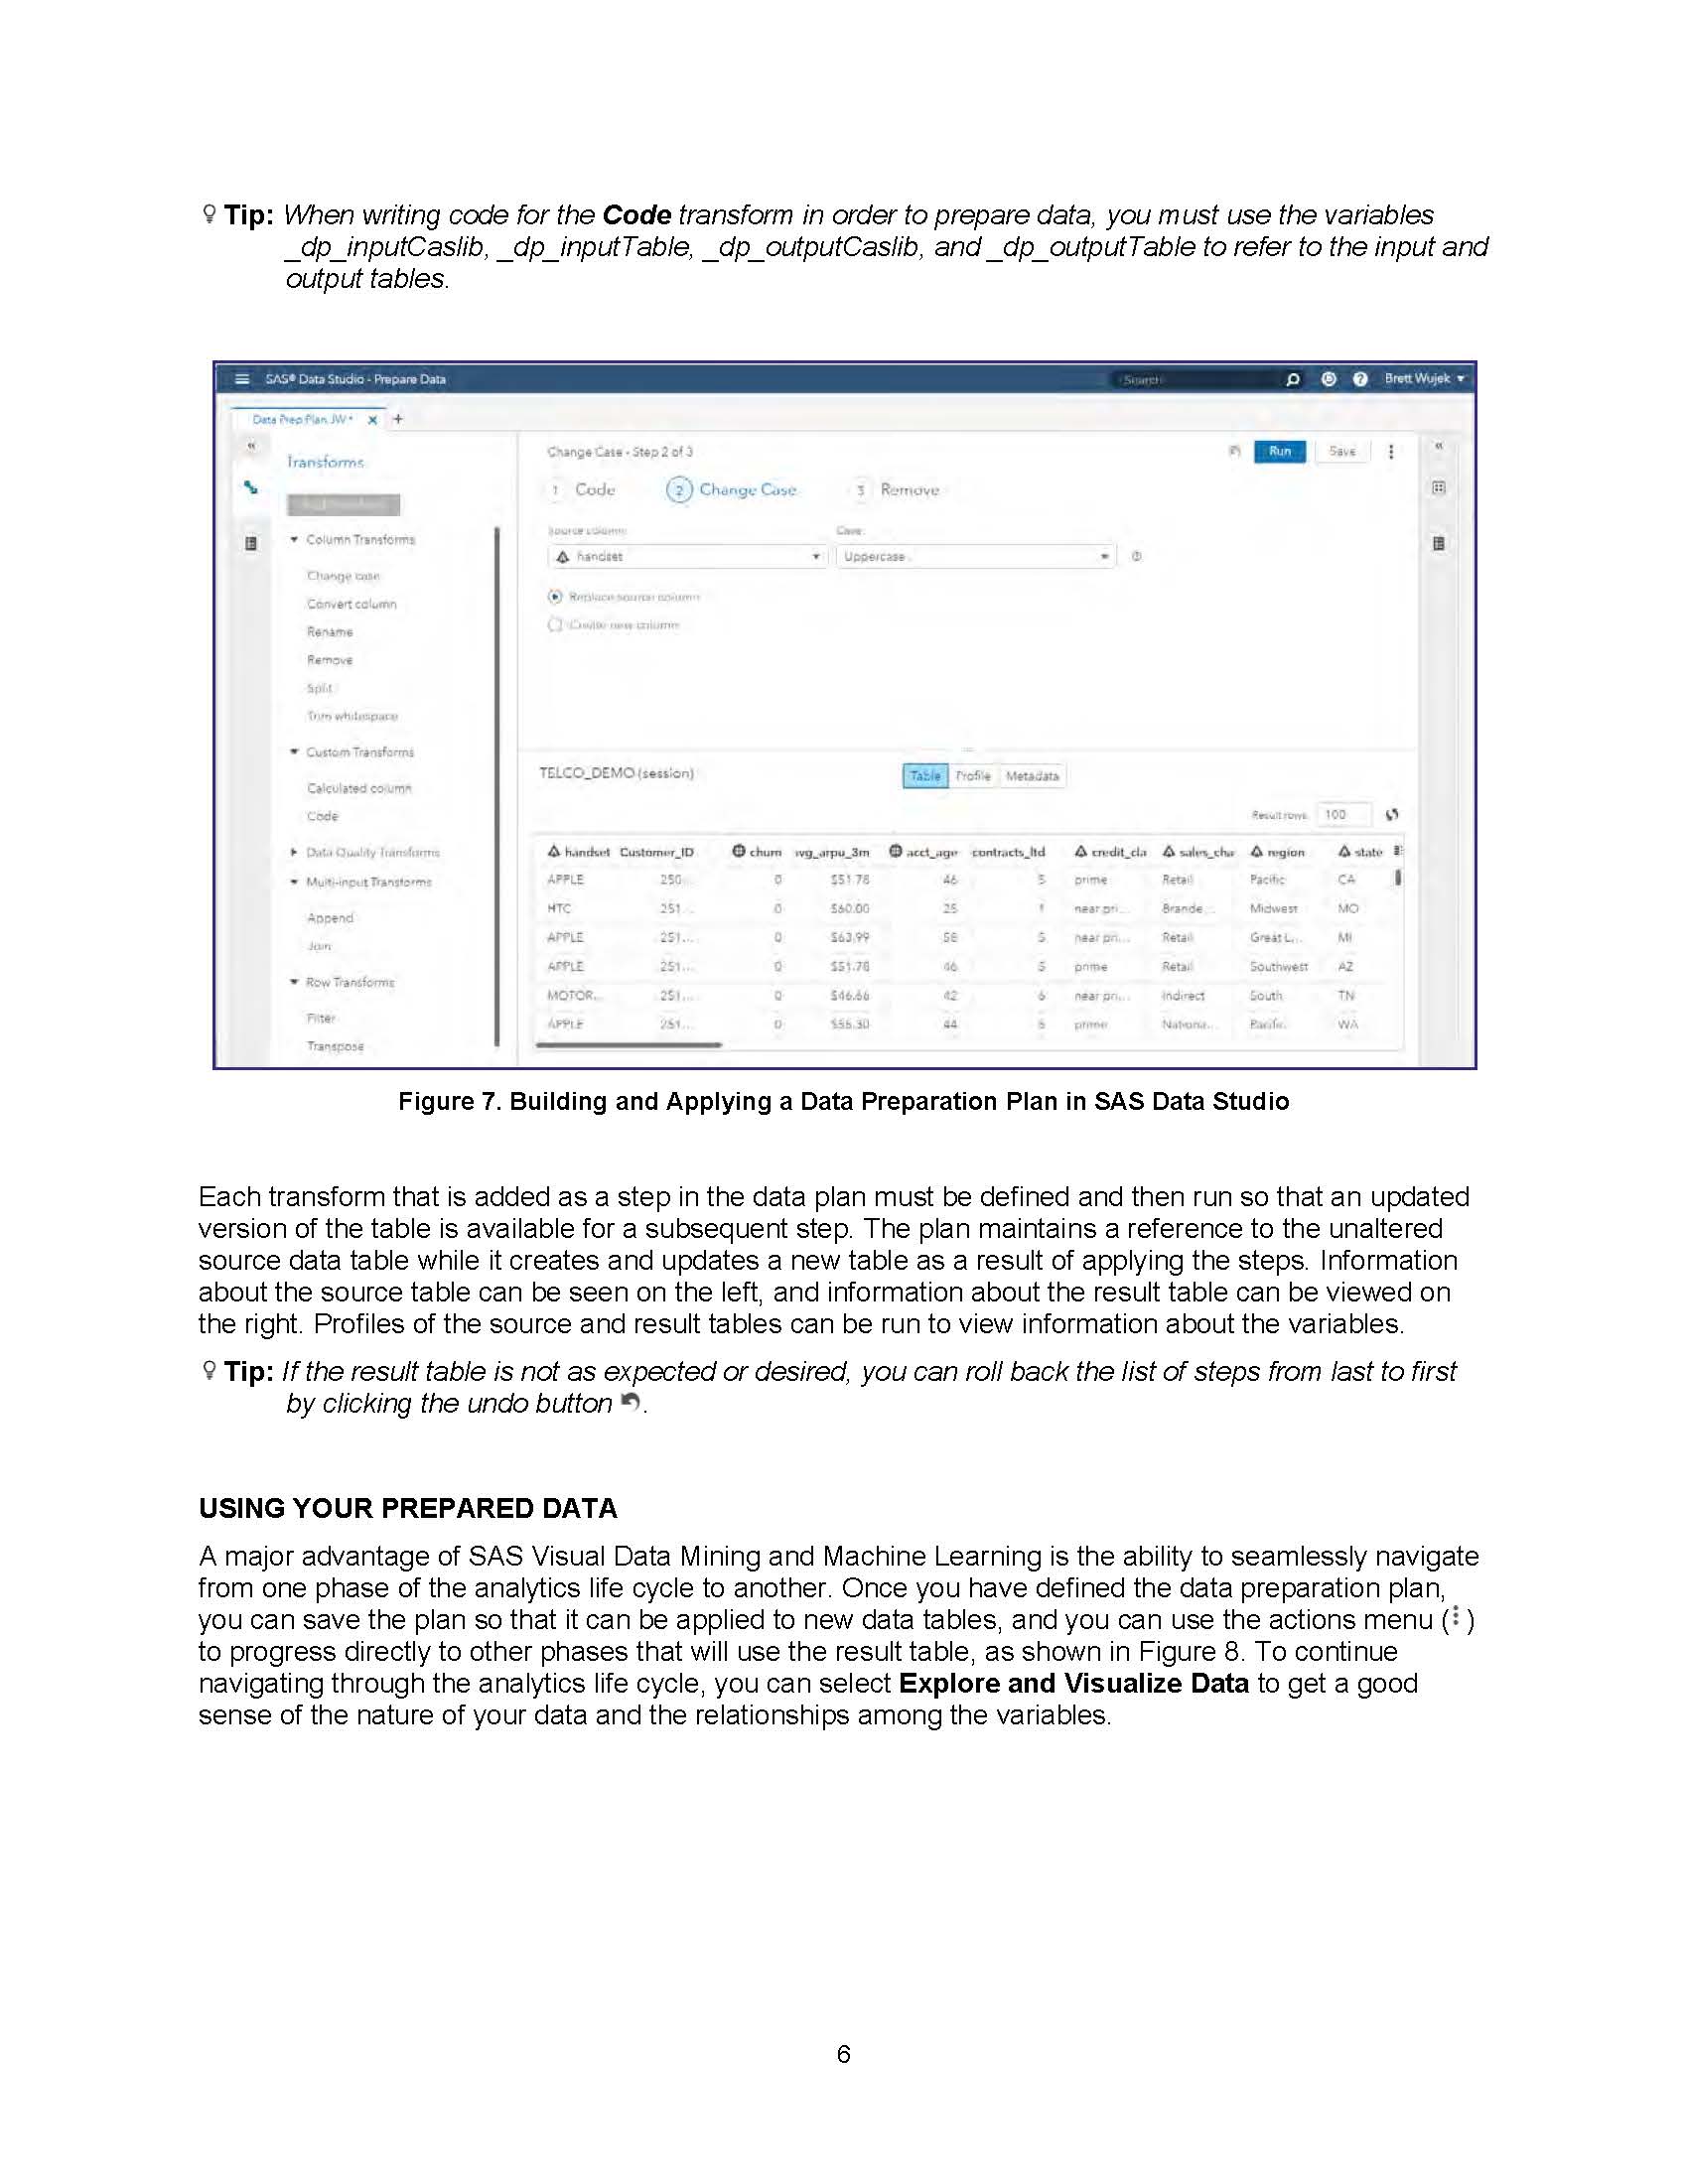 Tip: When writing code for the Code transform in order to prepare data, you must use the variables
_dp_inputCaslib, _dp_inputTable, _dp_outputCaslib, and _dp_outputTable to refer to the input and
output tables.
SAS® Data Studio - Prepare Data Search Brett Wujek
Data Prep Plan JW* x +
Transforms
Column Transforms
Change case
Convert column
Rename
Remove
Split
Trim whitespace
Custom Transforms
Calculated column
Code
Data Quality Transforms
Multi-input Transforms
Append
Join
Row Transforms
Filter
Transpose
Change Case - Step 2 of 3 Run Save
1 Code 2 Change Case 3 Remove
Source column: Case:
handset Uppercase
Replace source column
Create new column
TELCO_DEMO (session) Table Profile Metadata
Result rows: 100
handset Customer_ID churn avg_arpu_3m acct_age contracts_ltd credit_cla sales_cha region state
APPLE 250... 0 $51.78 46 5 prime Retail Pacific CA
HTC 251... 0 $60.00 25 1 near pri... Brande... Midwest MO
APPLE 251... 0 $63.99 58 5 near pri... Retail Great L... MI
APPLE 251... 0 $51.78 46 5 prime Retail Southwest AZ
MOTOR... 251... 0 $46.66 42 6 near pri... Indirect South TN
APPLE 251... 0 44 prime Nationa... Pacific WA
Figure 7. Building and Applying a Data Preparation Plan in SAS Data Studio
Each transform that is added as a step in the data plan must be defined and then run so that an updated
version of the table is available for a subsequent step. The plan maintains a reference to the unaltered
source data table while it creates and updates a new table as a result of applying the steps. Information
about the source table can be seen on the left, and information about the result table can be viewed on
the right. Profiles of the source and result tables can be run to view information about the variables.
Tip: If the result table is not as expected or desired, you can roll back the list of steps from last to first
by clicking the undo button .
USING YOUR PREPARED DATA
A major advantage of SAS Visual Data Mining and Machine Learning is the ability to seamlessly navigate
from one phase of the analytics life cycle to another. Once you have defined the data preparation plan,
you can save the plan so that it can be applied to new data tables, and you can use the actions menu (⋮)
to progress directly to other phases that will use the result table, as shown in Figure 8. To continue
navigating through the analytics life cycle, you can select Explore and Visualize Data to get a good
sense of the nature of your data and the relationships among the variables.
6